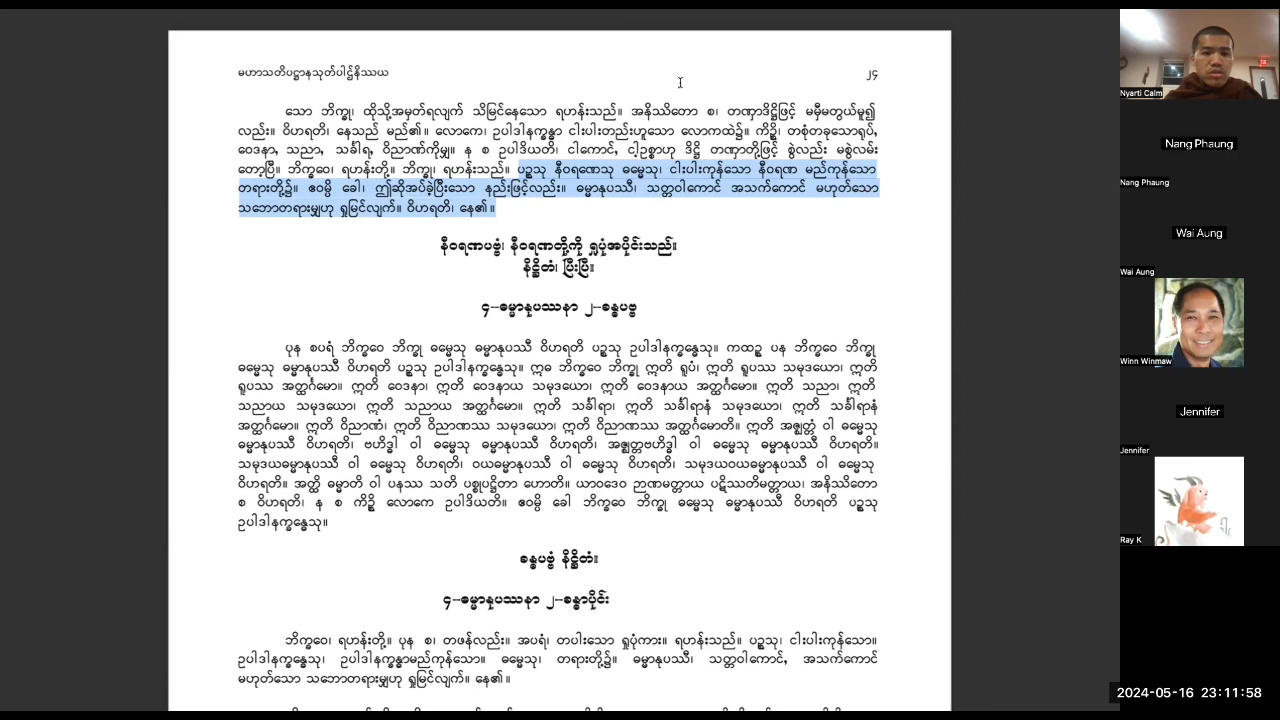 မဟာသတိပဋ္ဌာနသုတ်ပါဠိနိဿယ
၂၄
သော ဘိက္ခု၊ ထိုသို့အမှတ်ရလျက် သိမြင်နေသော ရဟန်းသည်။ အနိဿိတော စ၊ တဏှာဒိဋ္ဌိဖြင့် မမှီမတွယ်မူ၍
လည်း။ ဝိဟရတိ၊ နေသည် မည်၏။ လောကေ၊ ဥပါဒါနက္ခန္ဓာ ငါးပါးတည်းဟူသော လောကထဲ၌။ ကိဉ္စိ၊ တစုံတခုသောရုပ်,
ဝေဒနာ, သညာ, သင်္ခါရ, ဝိညာဏ်ကိုမျှ။ န စ ဥပါဒိယတိ၊ ငါကောင်, ငါ့ဥစ္စာဟု ဒိဋ္ဌိ တဏှာတို့ဖြင့် စွဲလည်း မစွဲလမ်း
တော့ပြီ။ ဘိက္ခဝေ၊ ရဟန်းတို့။ ဘိက္ခု၊ ရဟန်းသည်။ ပဉ္စသု နီဝရဏေသု ဓမ္မေသု၊ ငါးပါးကုန်သော နီဝရဏ မည်ကုန်သော
တရားတို့၌။ ဧဝမ္ပိ ခေါ၊ ဤဆိုအပ်ခဲ့ပြီးသော နည်းဖြင့်လည်း။ ဓမ္မာနုပဿီ၊ သတ္တဝါကောင် အသက်ကောင် မဟုတ်သော
သဘောတရားမျှဟု ရှုမြင်လျက်။ ဝိဟရတိ၊ နေ၏။
နီဝရဏပဗ္ဗံ၊ နီဝရဏတို့ကို ရှုပုံအပိုင်းသည်။
နိဋ္ဌိတံ၊ ပြီးပြီ။
၄–ဓမ္မာနုပဿနာ ၂–ခန္ဓပဗ္ဗ
ပုန စပရံ ဘိက္ခဝေ ဘိက္ခု ဓမ္မေသု ဓမ္မာနုပဿီ ဝိဟရတိ ပဉ္စသု ဥပါဒါနက္ခန္ဓေသု။ ကထဉ္စ ပန ဘိက္ခဝေ ဘိက္ခု
ဓမ္မေသု ဓမ္မာနုပဿီ ဝိဟရတိ ပဉ္စသု ဥပါဒါနက္ခန္ဓေသု။ ဣဓ ဘိက္ခဝေ ဘိက္ခု ဣတိ ရူပံ၊ ဣတိ ရူပဿ သမုဒယော၊ ဣတိ
ရူပဿ အတ္ထင်္ဂမော။ ဣတိ ဝေဒနာ၊ ဣတိ ဝေဒနာယ သမုဒယော၊ ဣတိ ဝေဒနာယ အတ္ထင်္ဂမော။ ဣတိ သညာ၊ ဣတိ
သညာယ သမုဒယော၊ ဣတိ သညာယ အတ္ထင်္ဂမော။ ဣတိ သင်္ခါရာ၊ ဣတိ သင်္ခါရာနံ သမုဒယော၊ ဣတိ သင်္ခါရာနံ
အတ္ထင်္ဂမော။ ဣတိ ဝိညာဏံ၊ ဣတိ ဝိညာဏဿ သမုဒယော၊ ဣတိ ဝိညာဏဿ အတ္ထင်္ဂမောတိ။ ဣတိ အဇ္ဈတ္တံ ဝါ ဓမ္မေသု
ဓမ္မာနုပဿီ ဝိဟရတိ၊ ဗဟိဒ္ဓါ ဝါ ဓမ္မေသု ဓမ္မာနုပဿီ ဝိဟရတိ၊ အဇ္ဈတ္တဗဟိဒ္ဓါ ဝါ ဓမ္မေသု ဓမ္မာနုပဿီ ဝိဟရတိ။
သမုဒယဓမ္မာနုပဿီ ဝါ ဓမ္မေသု ဝိဟရတိ၊ ဝယဓမ္မာနုပဿီ ဝါ ဓမ္မေသု ဝိဟရတိ၊ သမုဒယဝယဓမ္မာနုပဿီ ဝါ ဓမ္မေသု
ဝိဟရတိ။ အတ္ထိ ဓမ္မာတိ ဝါ ပနဿ သတိ ပစ္စုပဋ္ဌိတာ ဟောတိ။ ယာဝဒေဝ ဉာဏမတ္တာယ ပဋိဿတိမတ္တာယ၊ အနိဿိတော
စ ဝိဟရတိ၊ န စ ကိဉ္စိ လောကေ ဥပါဒိယတိ။ ဧဝမ္ပိ ခေါ ဘိက္ခဝေ ဘိက္ခု ဓမ္မေသု ဓမ္မာနုပဿီ ဝိဟရတိ ပဉ္စသု
ဥပါဒါနက္ခန္ဓေသု။
ခန္ဓပဗ္ဗံ နိဋ္ဌိတံ။
၄–ဓမ္မာနုပဿနာ ၂–ခန္ဓာပိုင်း
ဘိက္ခဝေ၊ ရဟန်းတို့။ ပုန စ၊ တဖန်လည်း။ အပရံ၊ တပါးသော ရှုပုံကား။ ရဟန်းသည်။ ပဉ္စသု၊ ငါးပါးကုန်သော။
ဥပါဒါနက္ခန္ဓေသု၊ ဥပါဒါနက္ခန္ဓာမည်ကုန်သော။ ဓမ္မေသု၊ တရားတို့၌။ ဓမ္မာနုပဿီ၊ သတ္တဝါကောင်, အသက်ကောင်
မဟုတ်သော သဘောတရားမျှဟု ရှုမြင်လျက်။ နေ၏။
Nyarti Calm
Nang Phaung
Nang Phaung
Wai Aung
Wai Aung
Winn Winmaw
Jennifer
Jennifer
Ray K
2024-05-16 23:11:58